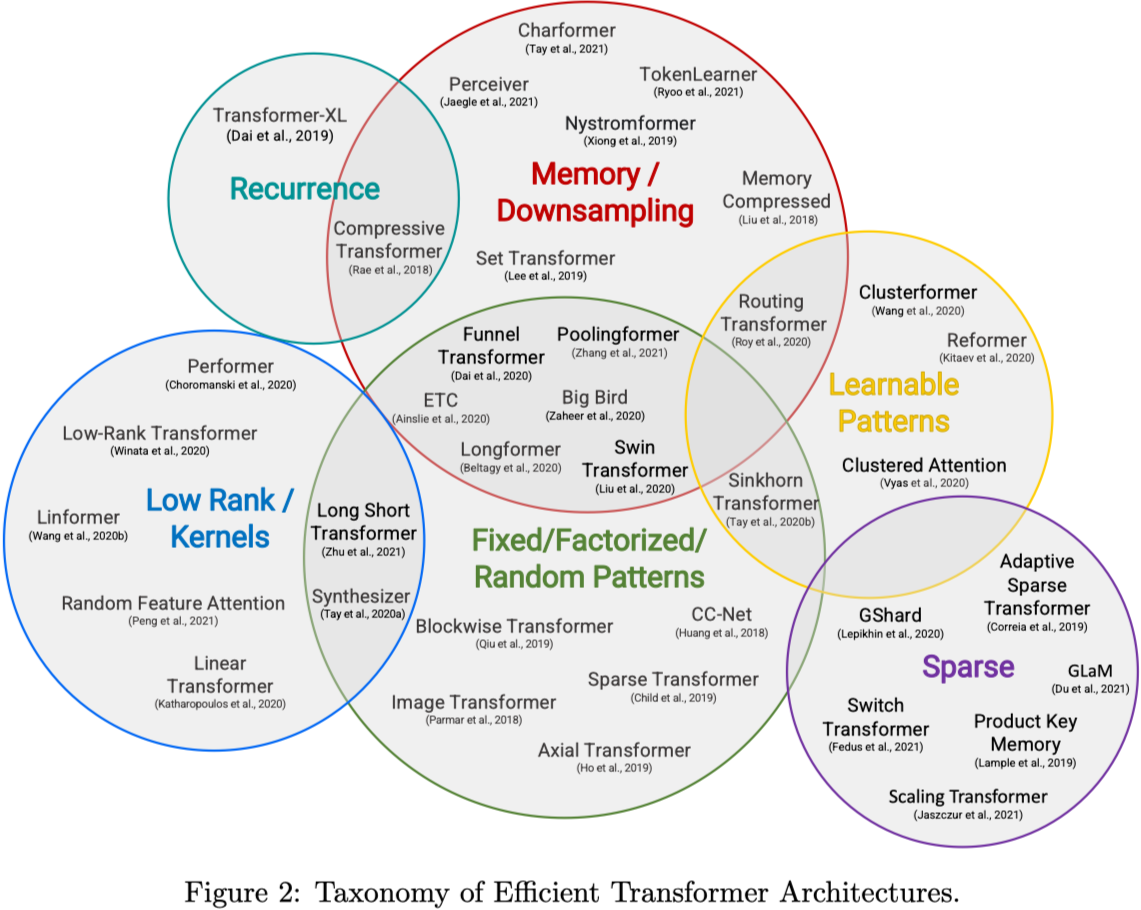 Charformer
(Tay et al., 2021)
Perceiver
(Jaegle et al., 2021)
TokenLearner
(Ryoo et al., 2021)
Transformer-XL
(Dai et al., 2019)
Nystromformer
(Xiong et al., 2019)
Recurrence
Memory /
Downsampling
Memory
Compressed
(Liu et al., 2018)
Compressive
Transformer
(Rae et al., 2018)
Set Transformer
(Lee et al., 2019)
Routing
Transformer
(Roy et al., 2020)
Clusterformer
(Wang et al., 2020)
Reformer
(Kitaev et al., 2020)
Learnable
Patterns
Clustered Attention
(Vyas et al., 2020)
Funnel
Transformer
(Dai et al., 2020)
Poolingformer
(Zhang et al., 2021)
ETC
(Ainslie et al., 2020)
Big Bird
(Zaheer et al., 2020)
Longformer
(Beltagy et al., 2020)
Swin
Transformer
(Liu et al., 2020)
Sinkhorn
Transformer
(Tay et al., 2020b)
Performer
(Choromanski et al., 2020)
Low-Rank Transformer
(Winata et al., 2020)
Low Rank /
Kernels
Linformer
(Wang et al., 2020b)
Long Short
Transformer
(Zhu et al., 2021)
Synthesizer
(Tay et al., 2020a)
Random Feature Attention
(Peng et al., 2021)
Linear
Transformer
(Katharopoulos et al., 2020)
Fixed/Factorized/
Random Patterns
Blockwise Transformer
(Qiu et al., 2019)
CC-Net
(Huang et al., 2018)
Sparse Transformer
(Child et al., 2019)
Image Transformer
(Parmar et al., 2018)
Axial Transformer
(Ho et al., 2019)
Adaptive
Sparse
Transformer
(Correia et al., 2019)
GShard
(Lepikhin et al., 2020)
Sparse
GLaM
(Du et al., 2021)
Switch
Transformer
(Fedus et al., 2021)
Product Key
Memory
(Lample et al., 2019)
Scaling Transformer
(Jaszczur et al., 2021)
Figure 2: Taxonomy of Efficient Transformer Architectures.